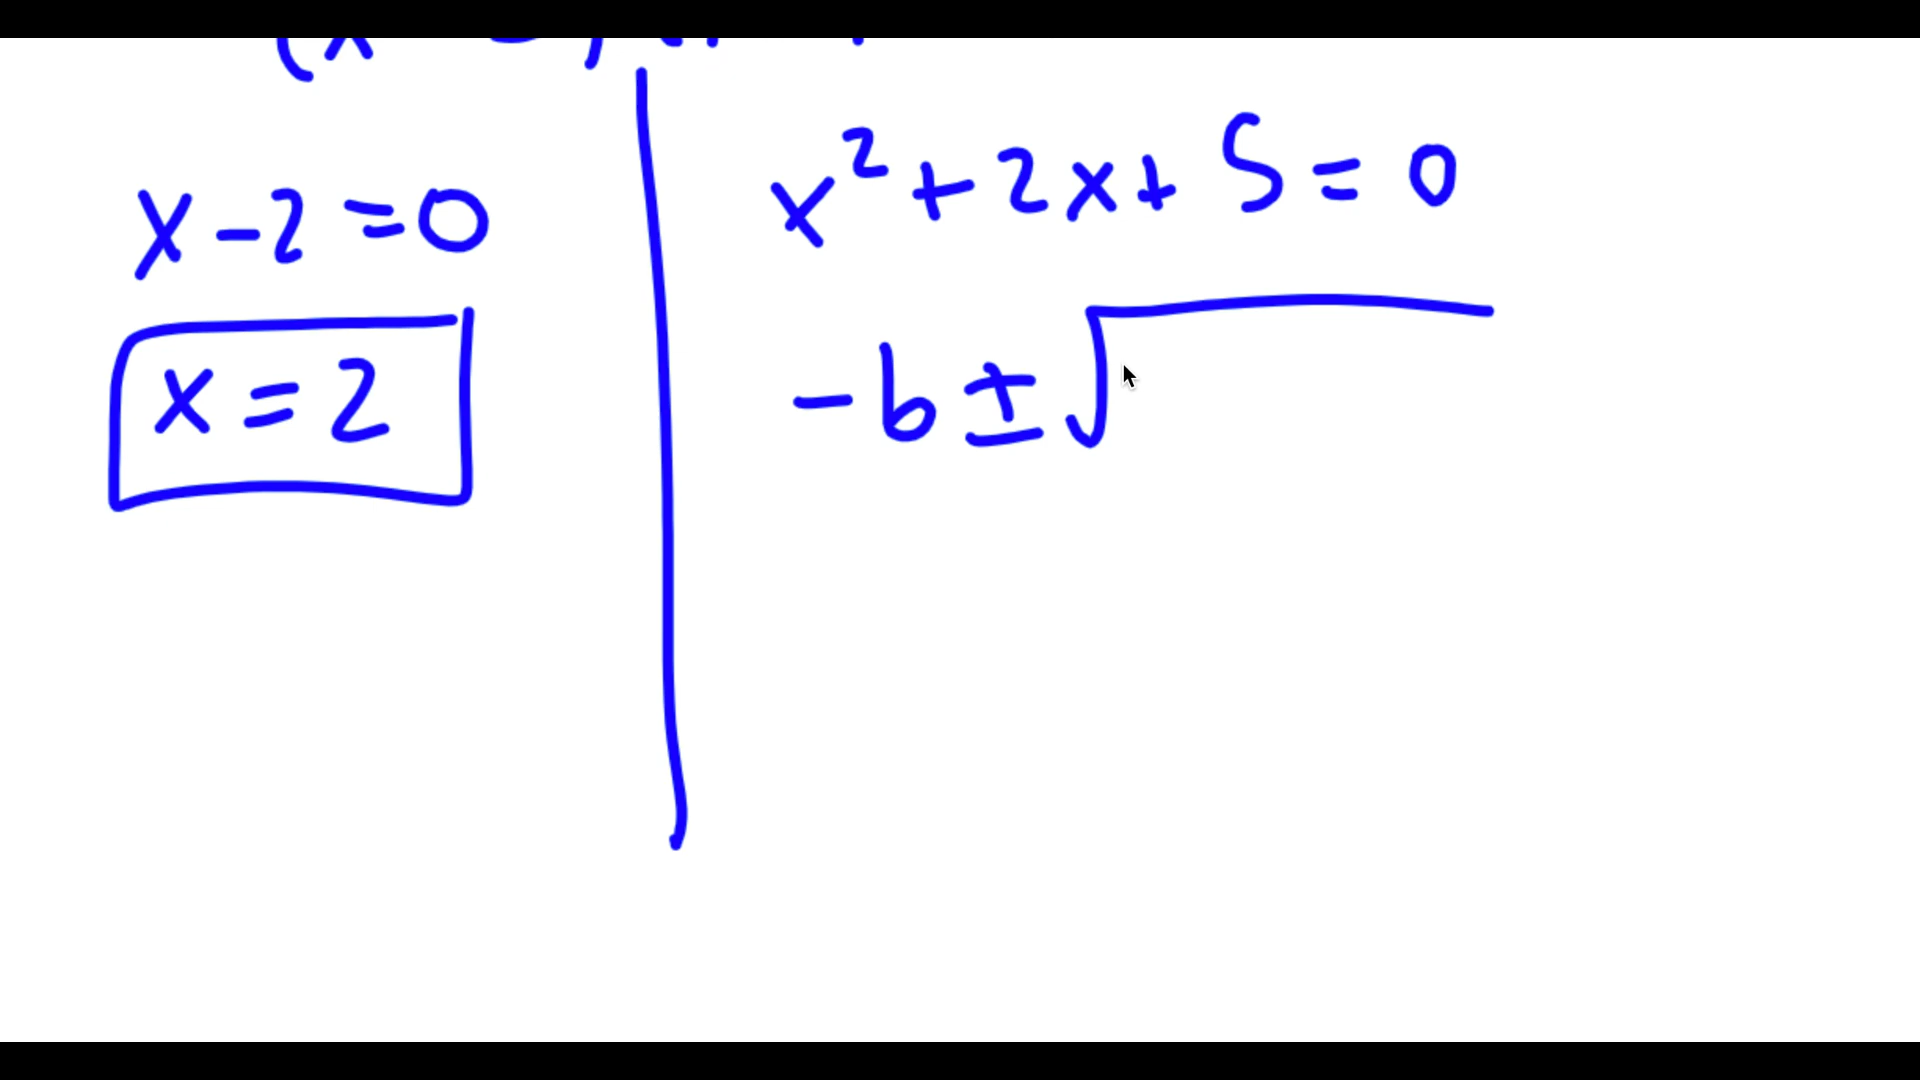 x - 2 = 0
x = 2
x² + 2x + 5 = 0
- b ± √